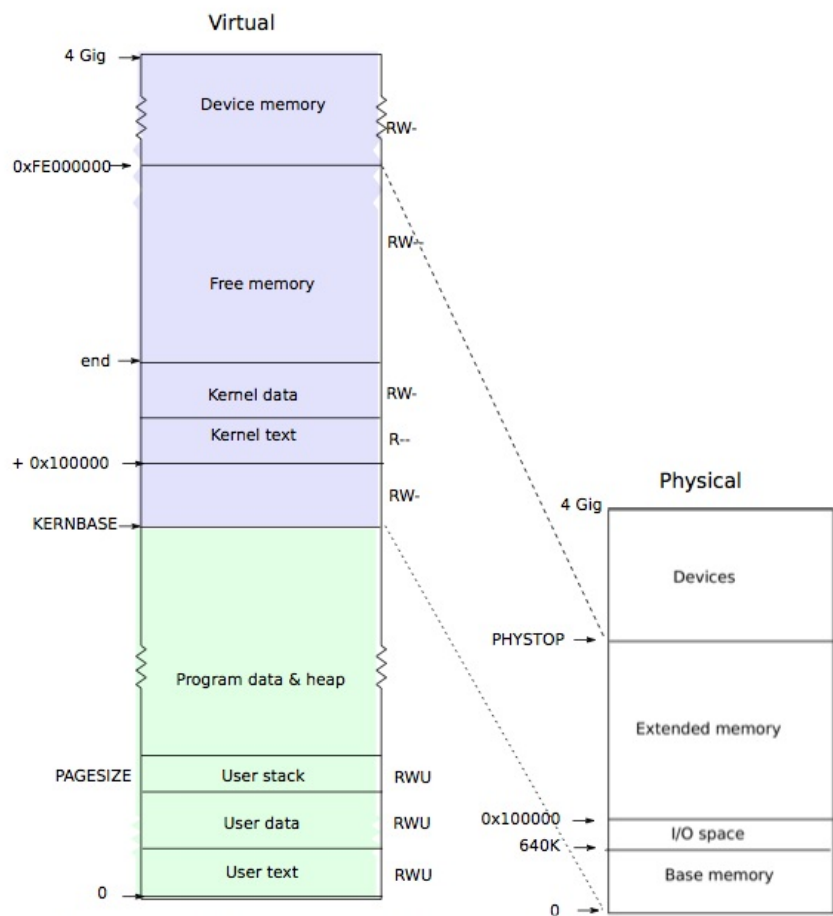 Virtual
4 Gig
Device memory
RW-
0xFE000000
RW--
Free memory
end
Kernel data
RW-
Kernel text
R--
+ 0x100000
RW-
KERNBASE
Program data & heap
PAGESIZE
User stack
RWU
User data
RWU
User text
RWU
0
Physical
4 Gig
Devices
PHYSTOP
Extended memory
0x100000
I/O space
640K
Base memory
0